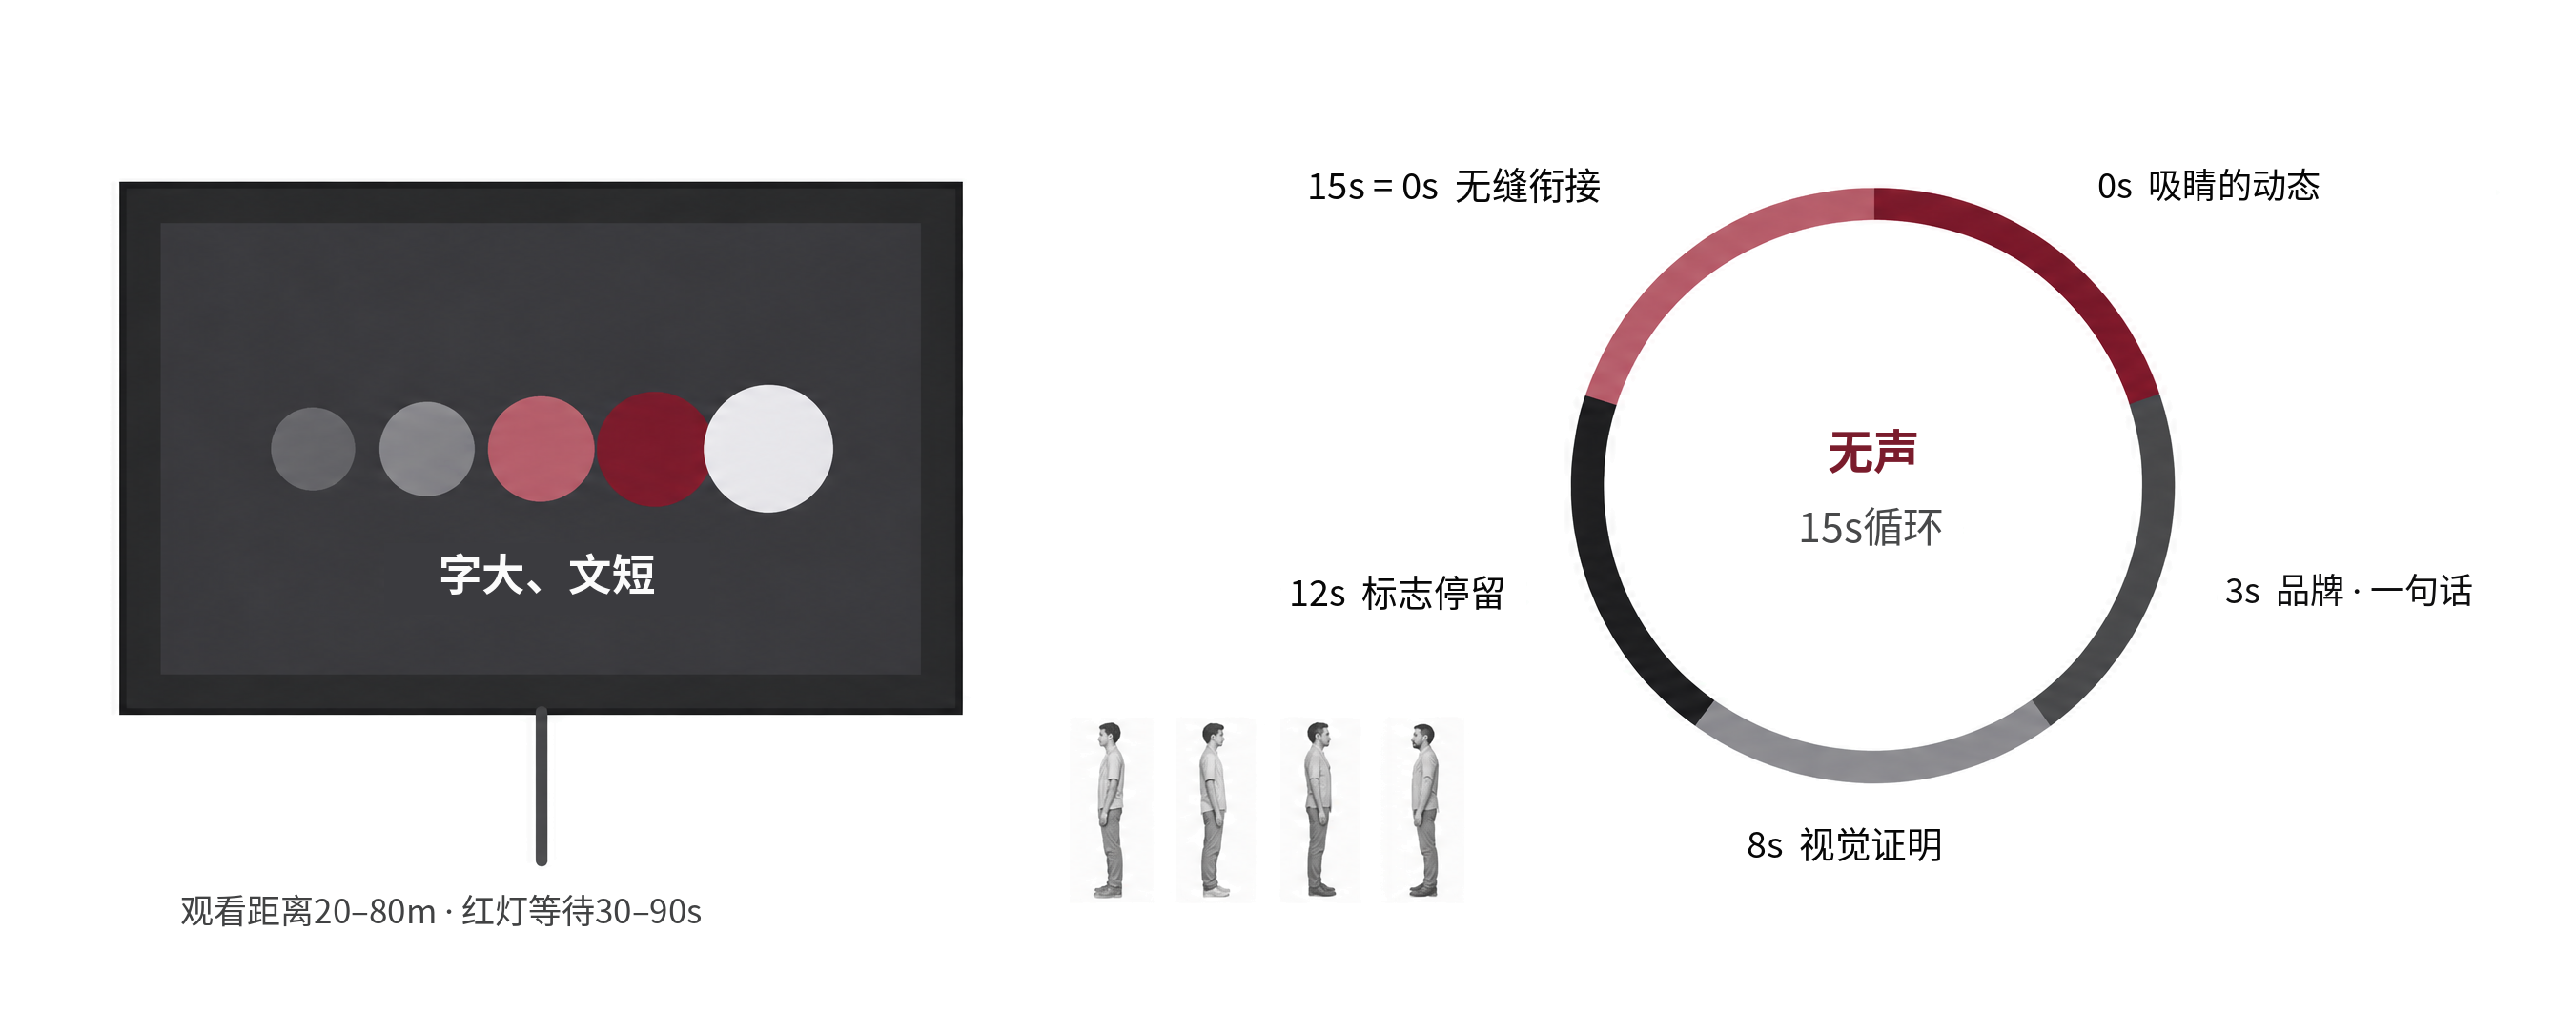 字大、文短
观看距离20–80m · 红灯等待30–90s
15s = 0s 无缝衔接
0s 吸睛的动态
无声
15s循环
3s 品牌 · 一句话
12s 标志停留
8s 视觉证明